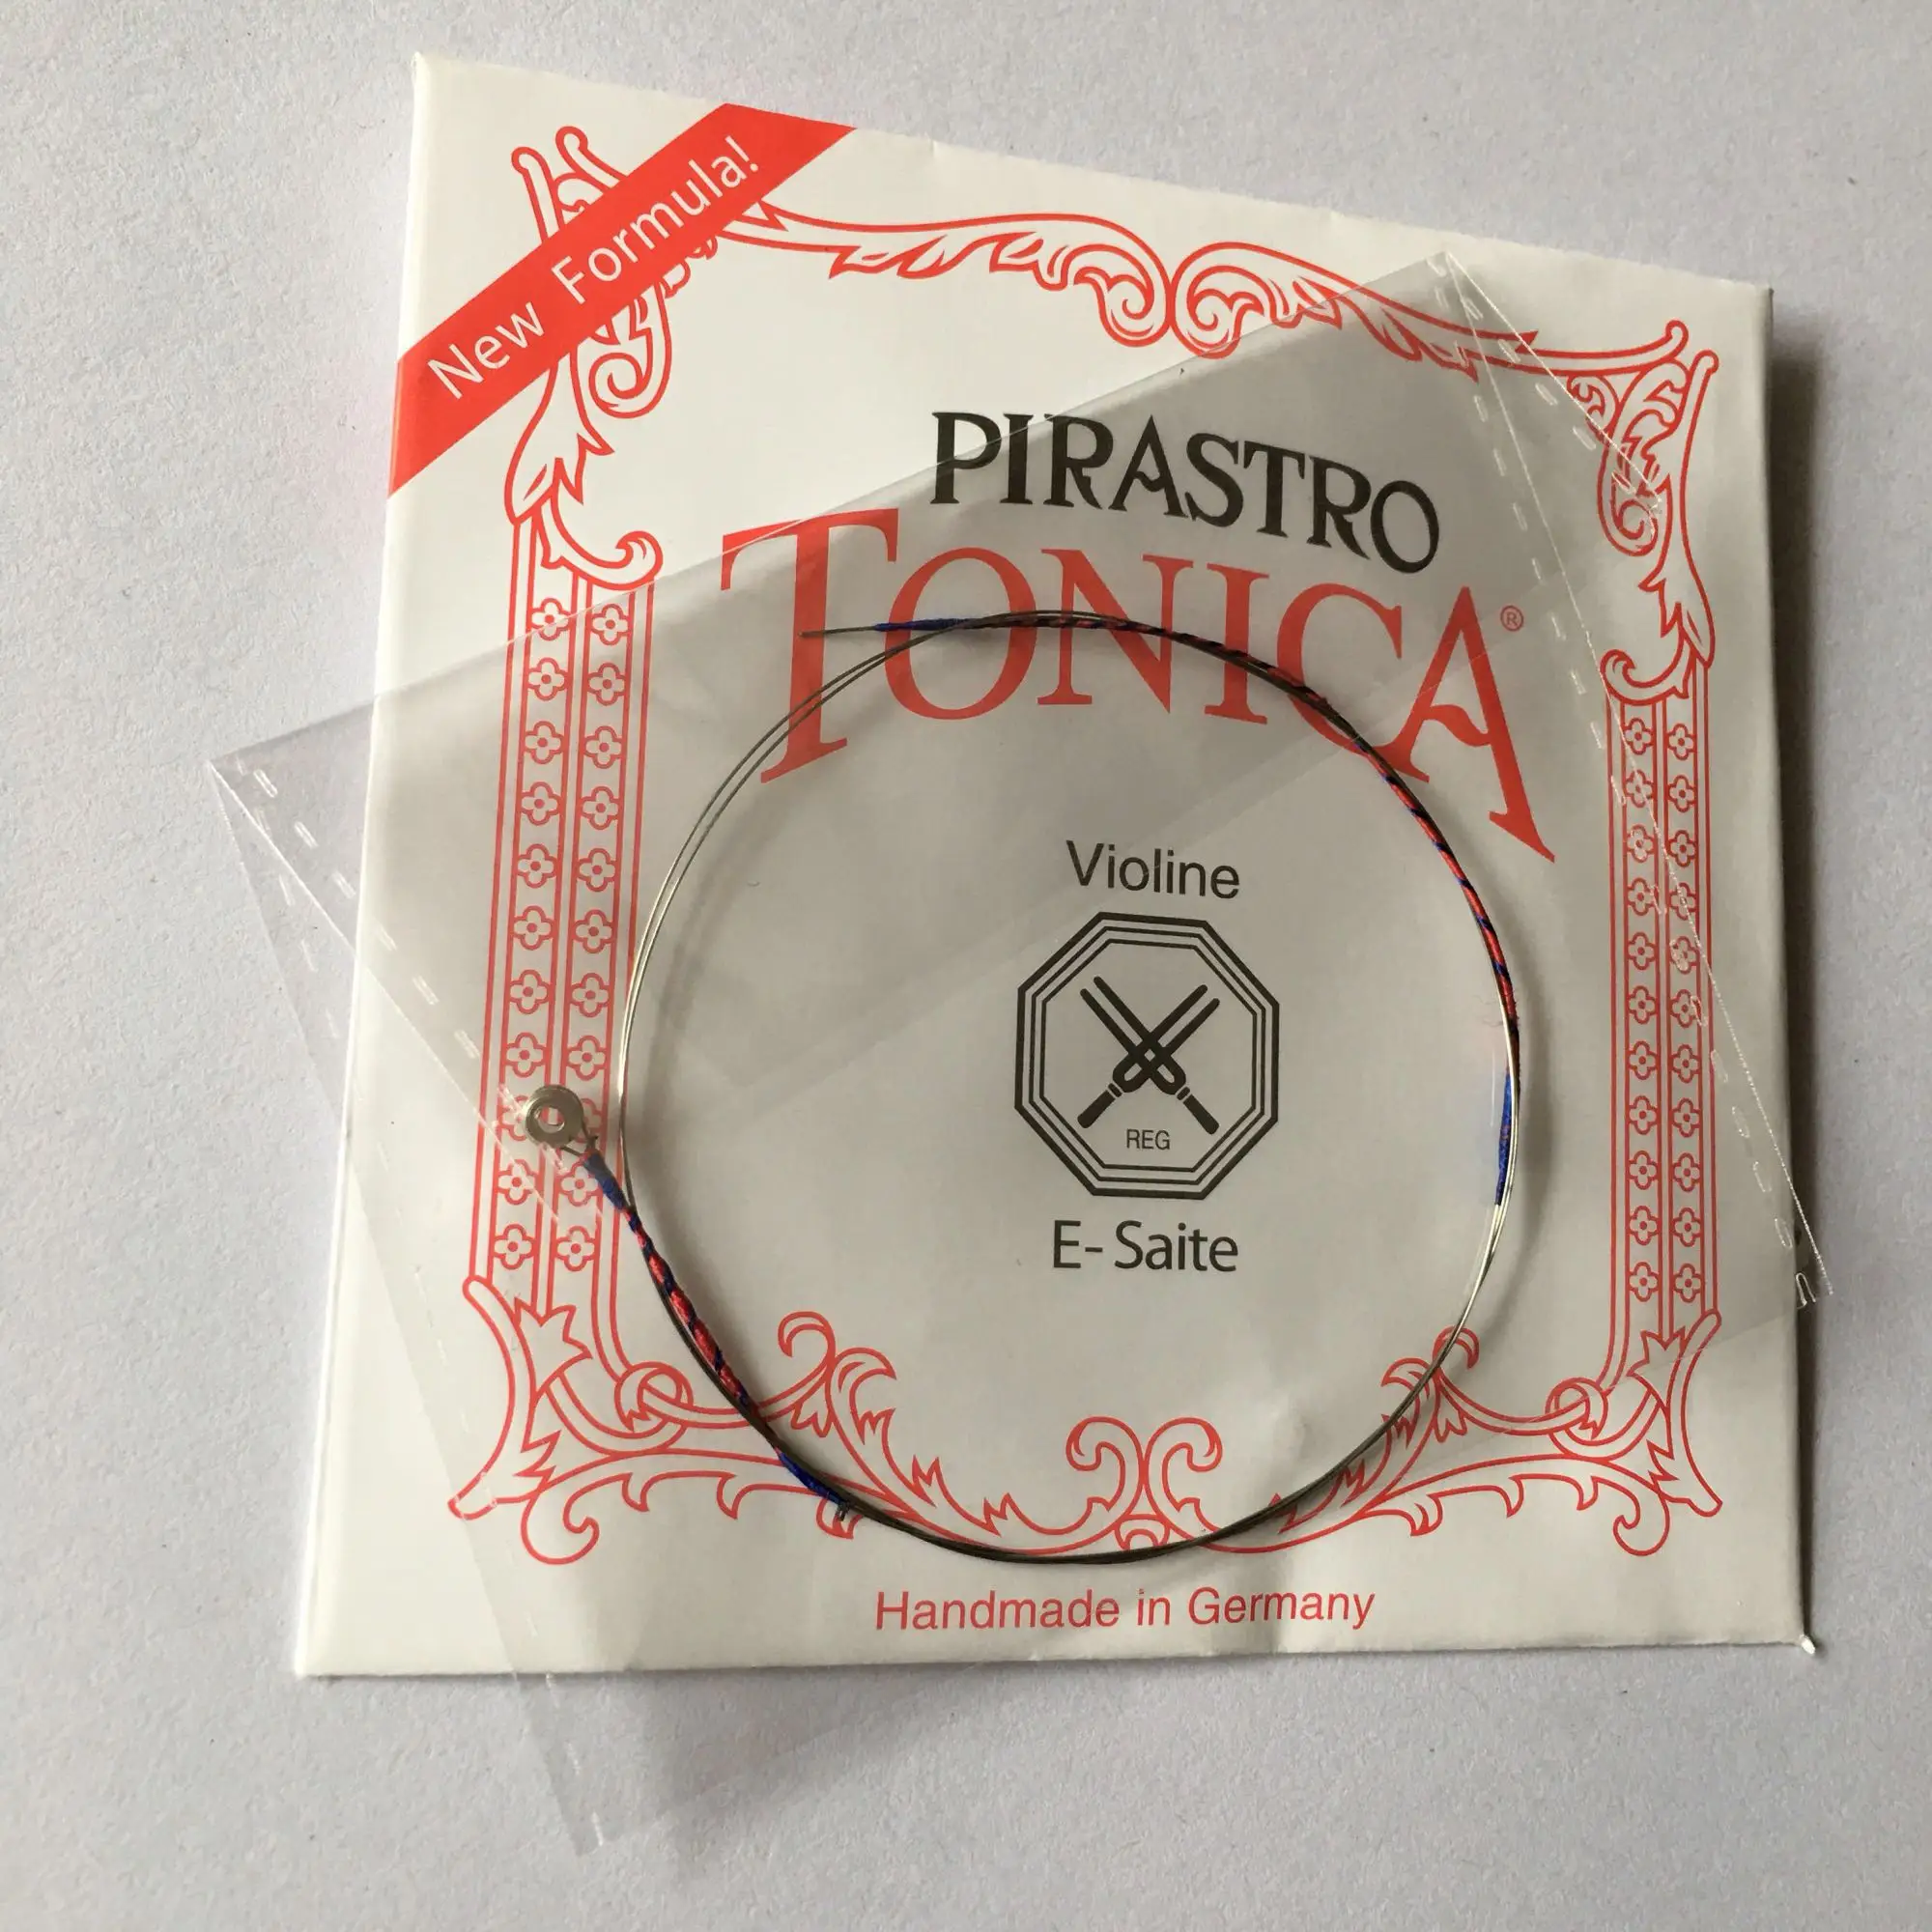 New Formula!
PIRASTRO
TONICA®
Violine
REG
E-Saite
Handmade in Germany